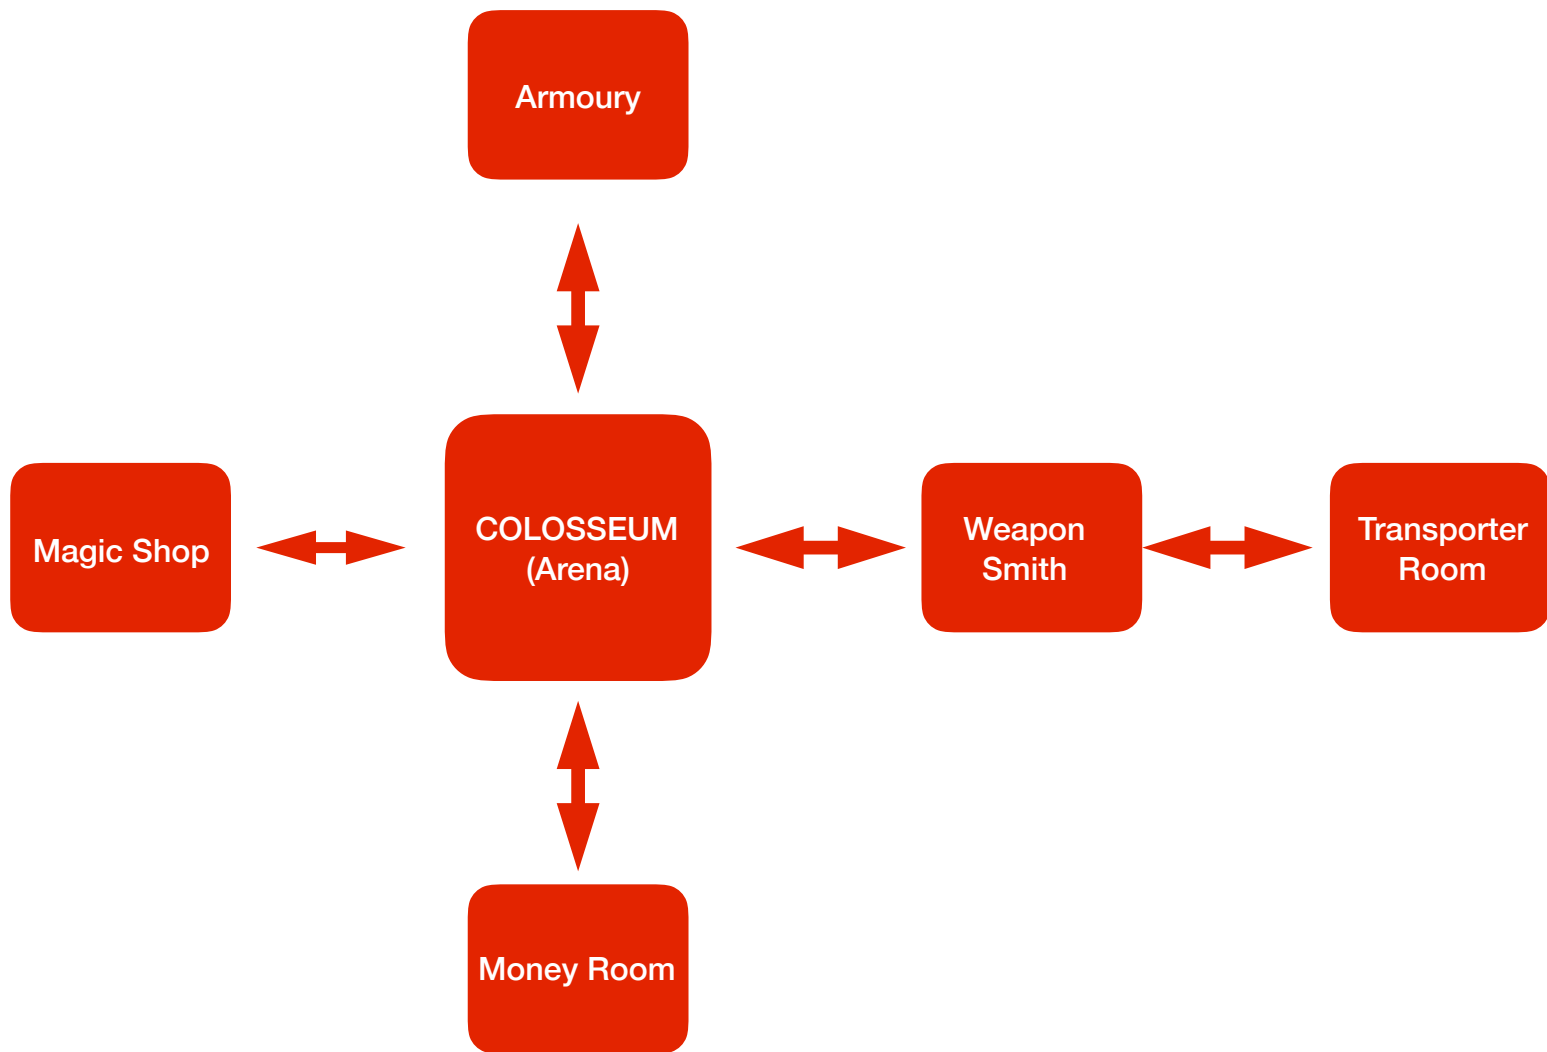 Armoury
Magic Shop
COLOSSEUM
(Arena)
Weapon
Smith
Transporter
Room
Money Room